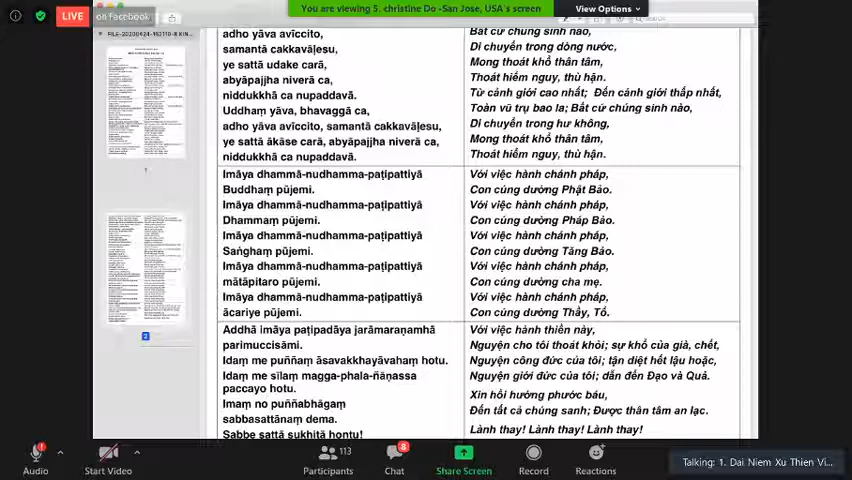 LIVE
on Facebook
You are viewing 5. christine Do -San Jose, USA's screen
View Options
adho yāva avīccito,
samantā cakkavāḷesu,
ye sattā udake carā,
abyāpajjha niverā ca,
niddukkhā ca nupaddavā.
Uddhaṃ yāva, bhavaggā ca,
adho yāva avīccito, samantā cakkavāḷesu,
ye sattā ākāse carā, abyāpajjha niverā ca,
niddukkhā ca nupaddavā.
Bất cứ chúng sinh nào,
Di chuyển trong dòng nước,
Mong thoát khổ thân tâm,
Thoát hiểm nguy, thù hận.
Từ cảnh giới cao nhất; Đến cảnh giới thấp nhất,
Toàn vũ trụ bao la; Bất cứ chúng sinh nào,
Di chuyển trong hư không,
Mong thoát khổ thân tâm,
Thoát hiểm nguy, thù hận.
Imāya dhammā-nudhamma-paṭipattiyā
Buddhaṃ pūjemi.
Imāya dhammā-nudhamma-paṭipattiyā
Dhammaṃ pūjemi.
Imāya dhammā-nudhamma-paṭipattiyā
Saṅghaṃ pūjemi.
Imāya dhammā-nudhamma-paṭipattiyā
mātāpitaro pūjemi.
Imāya dhammā-nudhamma-paṭipattiyā
ācariye pūjemi.
Với việc hành chánh pháp,
Con cúng dường Phật Bảo.
Với việc hành chánh pháp,
Con cúng dường Pháp Bảo.
Với việc hành chánh pháp,
Con cúng dường Tăng Bảo.
Với việc hành chánh pháp,
Con cúng dường cha mẹ.
Với việc hành chánh pháp,
Con cúng dường Thầy, Tổ.
Addhā imāya paṭipadāya jarāmaraṇamhā
parimuccisāmi.
Idaṃ me puññaṃ āsavakkhayāvahaṃ hotu.
Idaṃ me sīlaṃ magga-phala-ñāṇassa
paccayo hotu.
Imaṃ no puññabhāgaṃ
sabbasattānaṃ dema.
Sabbe sattā sukhitā hontu!
Với việc hành thiền này,
Nguyện cho tôi thoát khỏi; sự khổ của già, chết,
Nguyện công đức của tôi; tận diệt hết lậu hoặc,
Nguyện giới đức của tôi; dẫn đến Đạo và Quả.
Xin hồi hướng phước báu,
Đến tất cả chúng sanh; Được thân tâm an lạc.
Lành thay! Lành thay! Lành thay!
1
2
Audio
Start Video
113
Participants
8
Chat
Share Screen
Record
Reactions
Talking: 1. Dai Niem Xu Thien Vi...